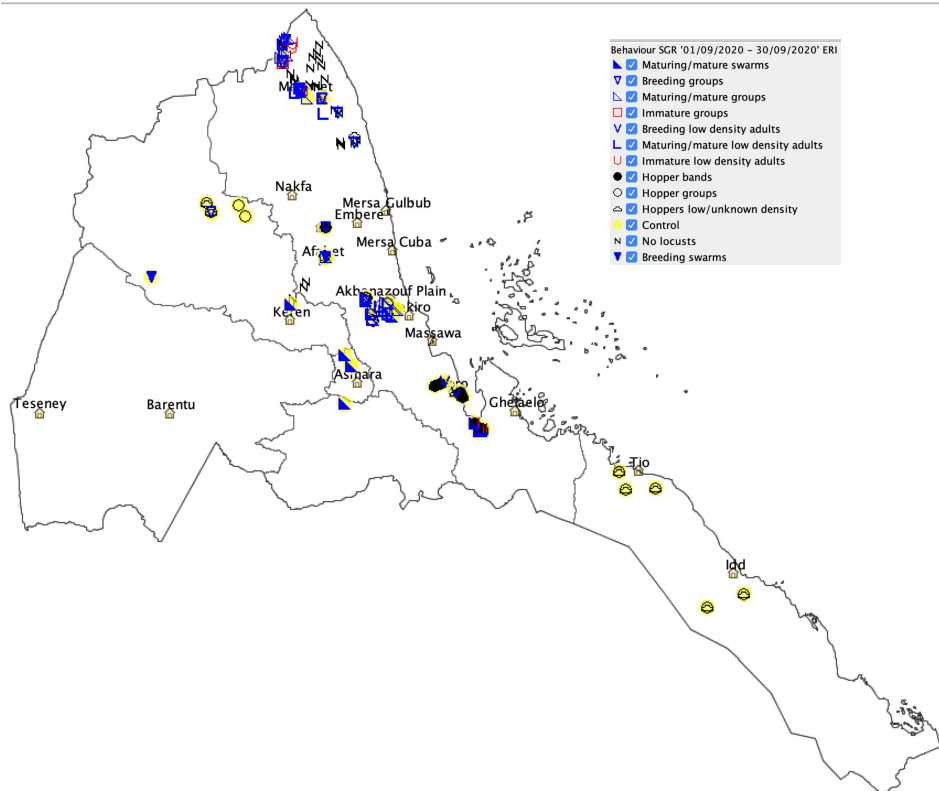 Behaviour SGR '01/09/2020 - 30/09/2020' ERI
Maturing/mature swarms
Breeding groups
Maturing/mature groups
Immature groups
Breeding low density adults
Maturing/mature low density adults
Immature low density adults
Hopper bands
Hopper groups
Hoppers low/unknown density
Control
No locusts
Breeding swarms
Nakfa
Mersa Gulbub
Embere
Mersa Cuba
Akbanazouf Plain
Keren
Massawa
Asmara
Ghelaelo
Teseney
Barentu
Tio
Idd